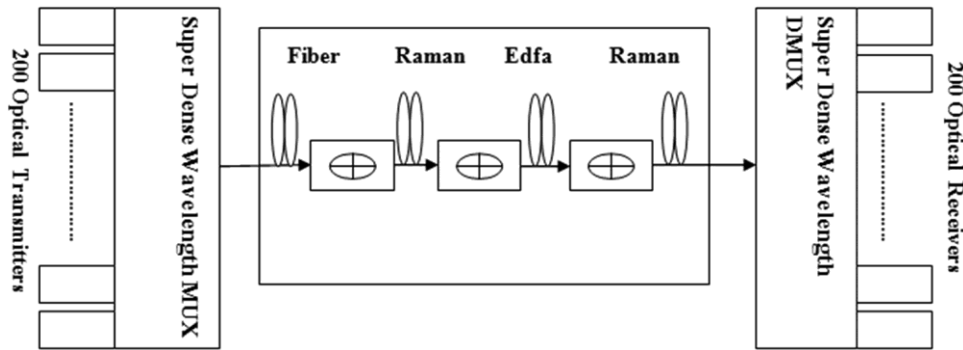 200 Optical Transmitters
Super Dense Wavelength MUX
Fiber
Raman
Edfa
Raman
Super Dense Wavelength
DMUX
200 Optical Receivers